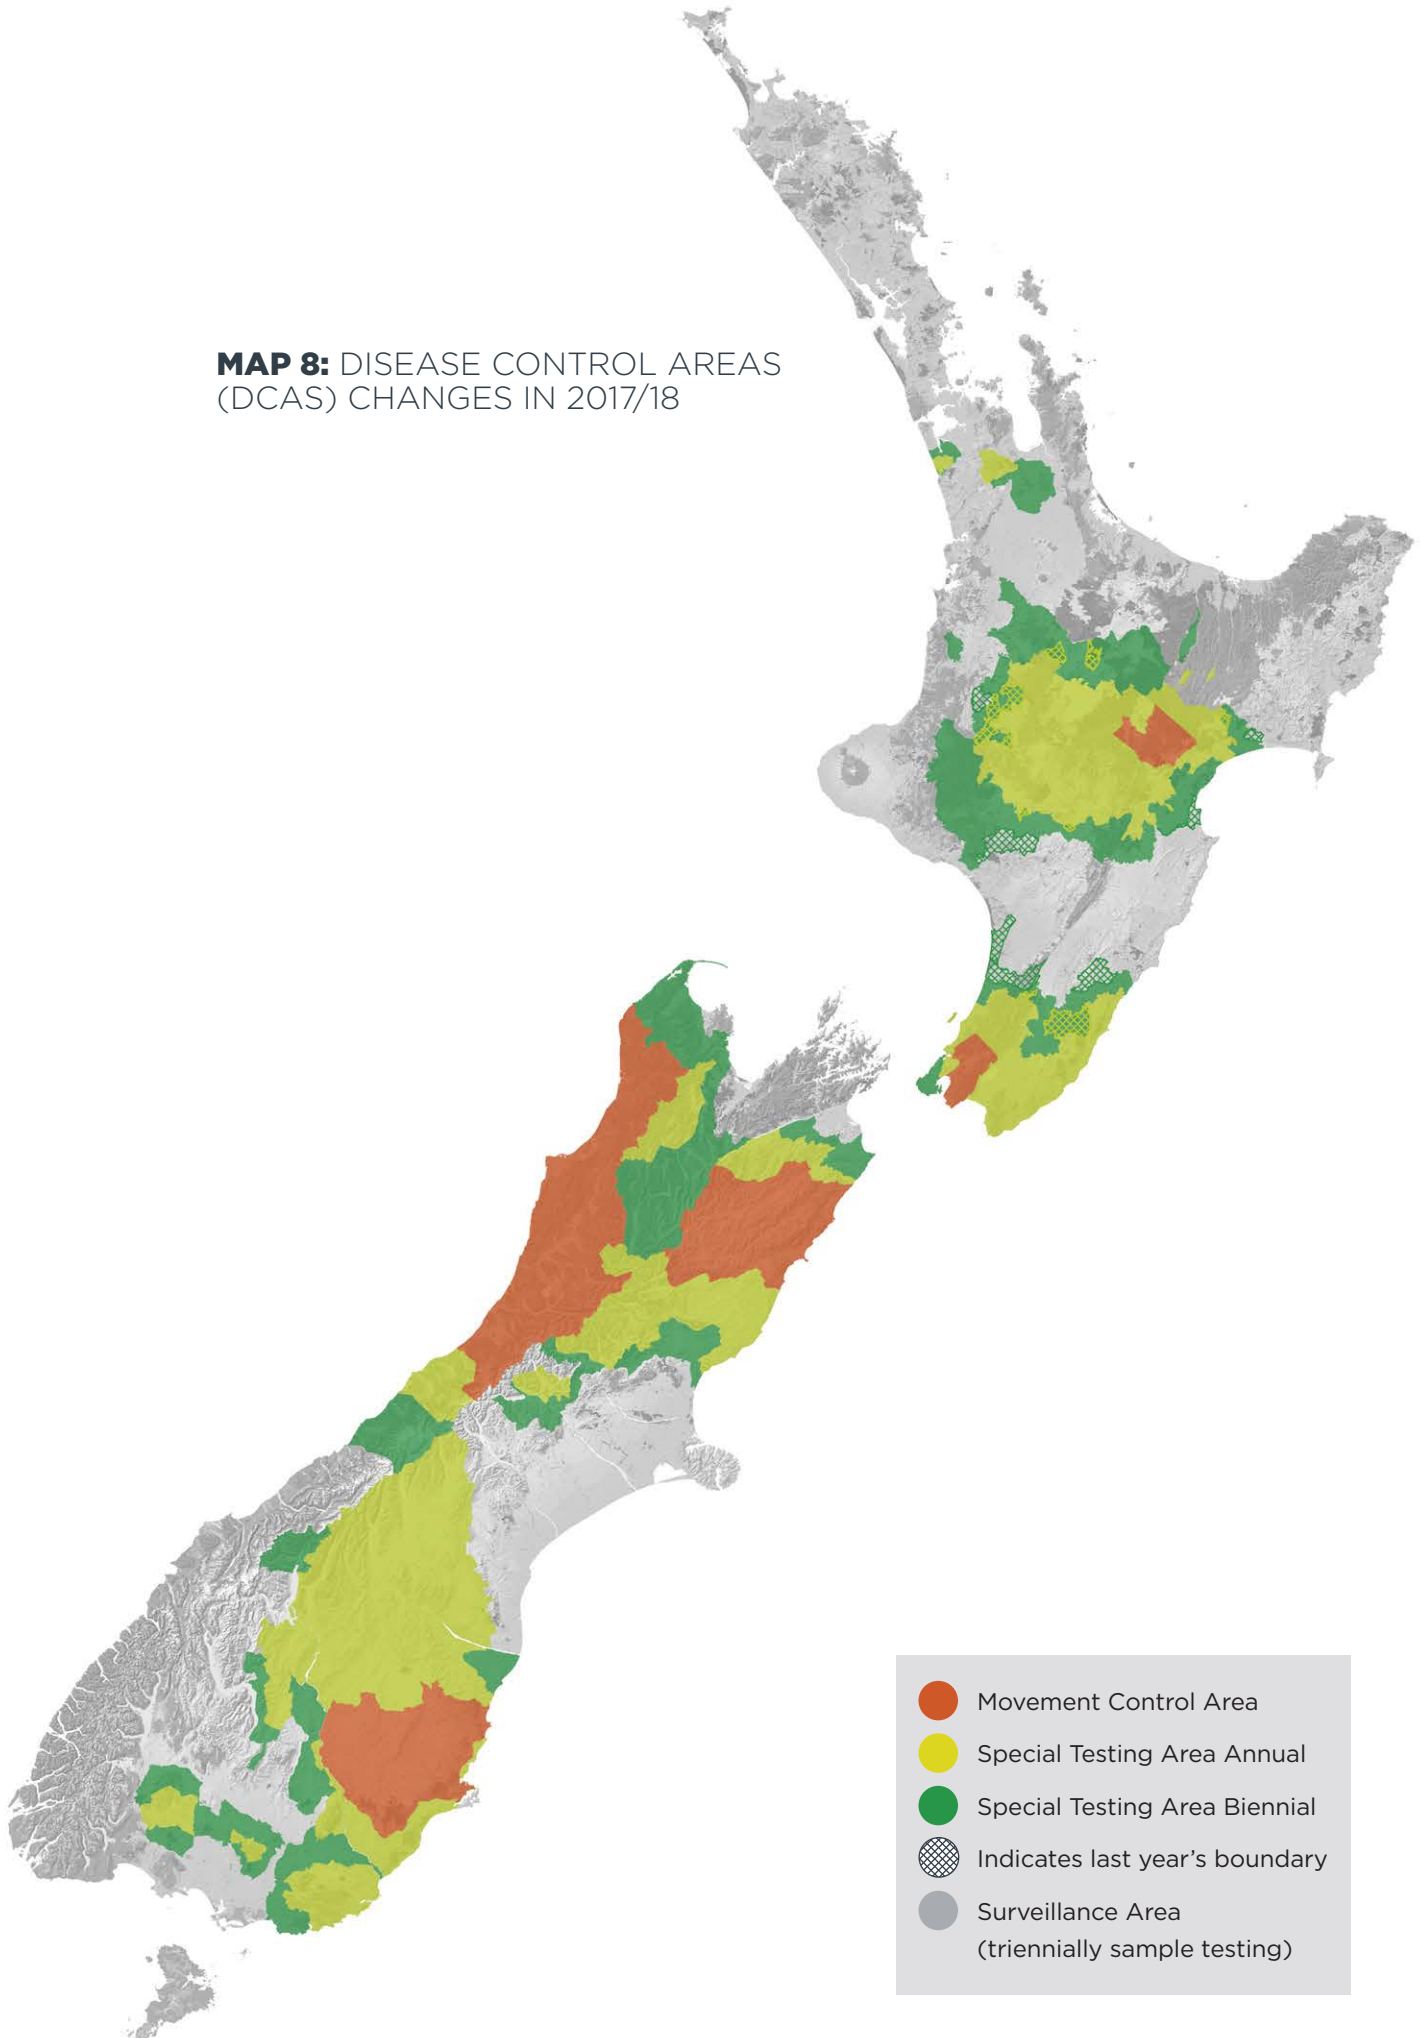 MAP 8: DISEASE CONTROL AREAS
(DCAS) CHANGES IN 2017/18
Movement Control Area
Special Testing Area Annual
Special Testing Area Biennial
Indicates last year's boundary
Surveillance Area
(triennially sample testing)